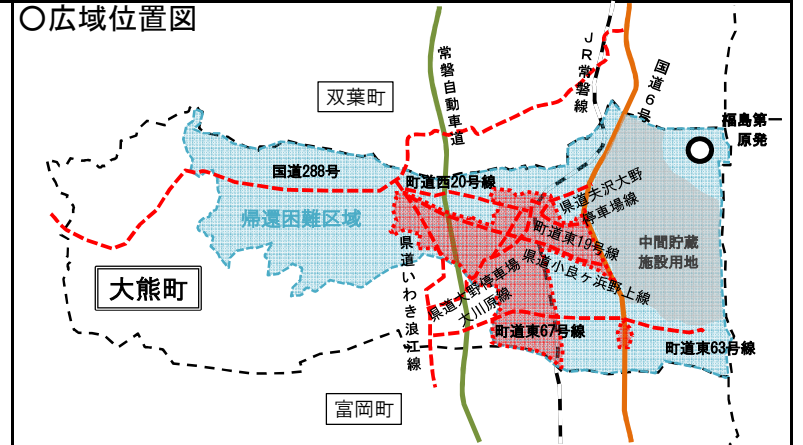 ○広域位置図
双葉町
常磐自動車道
JR常磐線
国道6号
福島第一
原発
国道288号
町道西20号線
県道夫沢大野
停車場線
帰還困難区域
町道東19号線
中間貯蔵
施設用地
県道小良ヶ浜野上線
大熊町
県道いわき浪江線
県道大野停車場
大川原線
町道東67号線
町道東63号線
富岡町